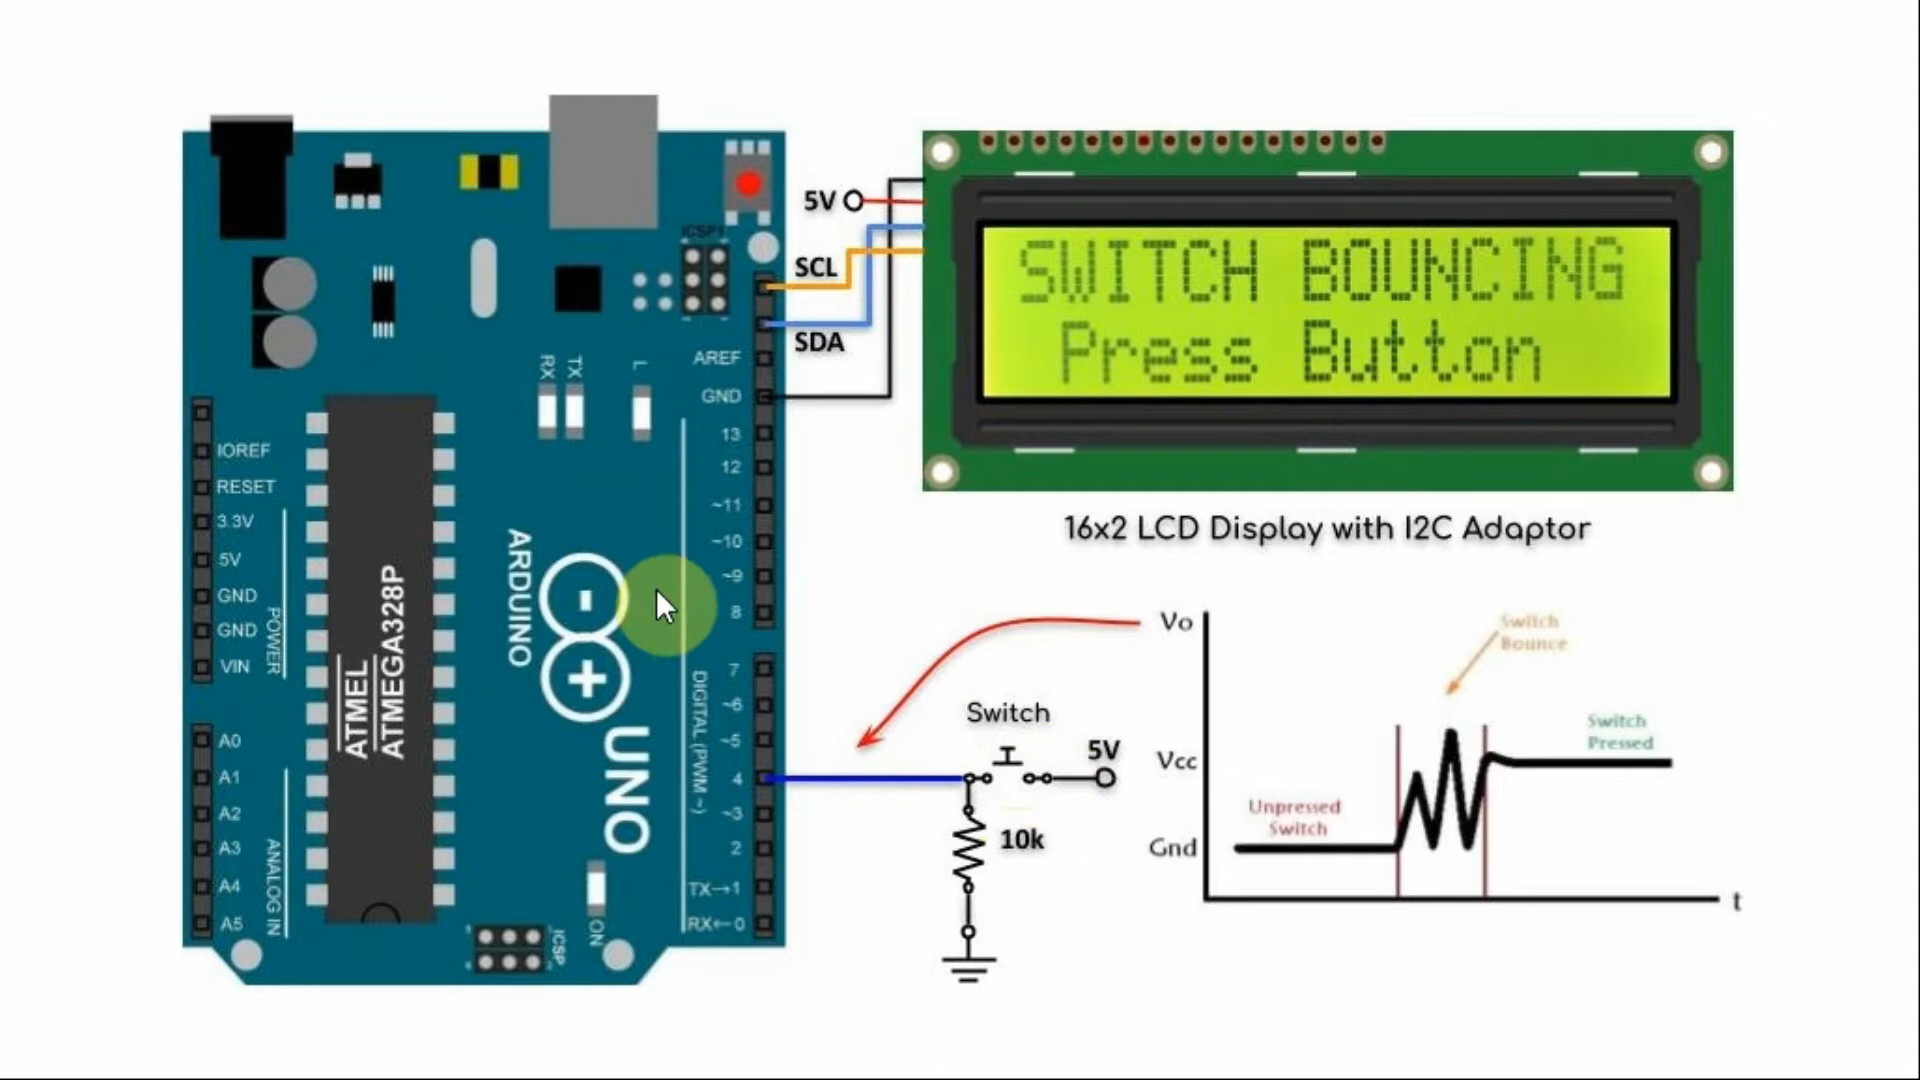 5V
SCL
SDA
SWITCH BOUNCING
Press Button
16x2 LCD Display with I2C Adaptor
ICSP1
RX
TX
L
AREF
GND
13
12
~11
~10
~9
8
7
~6
~5
4
~3
2
TX→1
RX←0
DIGITAL (PWM ~)
IOREF
RESET
3.3V
5V
GND
GND
VIN
POWER
A0
A1
A2
A3
A4
A5
ANALOG IN
ATMEL
ATMEGA328P
ARDUINO
UNO
ON
ICSP
Switch
5V
10k
Vo
Switch
Bounce
Switch
Pressed
Vcc
Unpressed
Switch
Gnd
t